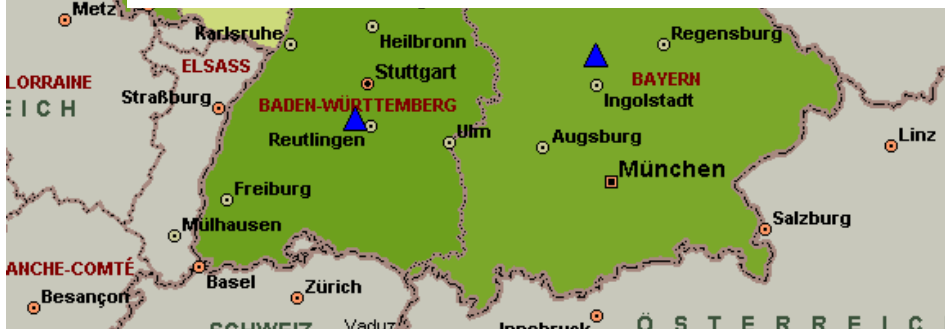 Metz
Karlsruhe
Heilbronn
Regensburg
ELSASS
Stuttgart
LORRAINE
BAYERN
EICH
Straßburg
BADEN-WÜRTTEMBERG
Ingolstadt
Reutlingen
Ulm
Augsburg
Linz
München
Freiburg
Mülhausen
Salzburg
ANCHE-COMTÉ
Basel
Zürich
Besançon
SCHWEIZ
Vaduz
Innsbruck
ÖSTERREIC